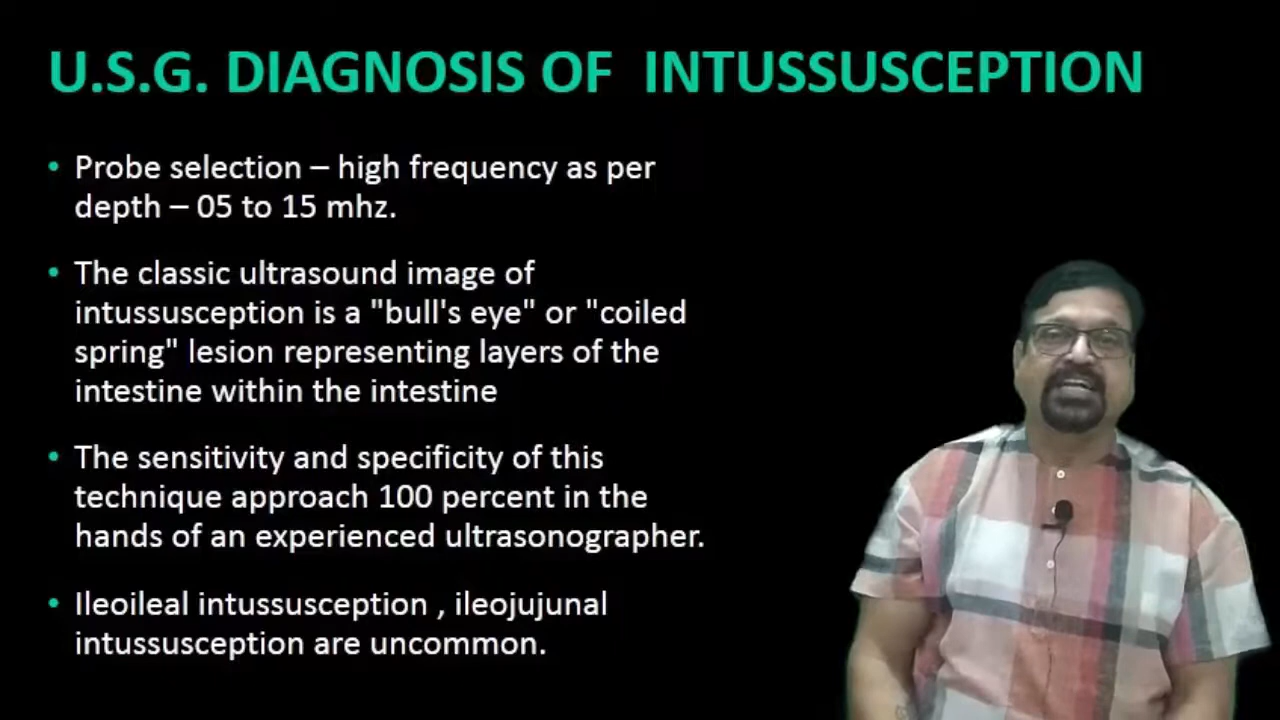 U.S.G. DIAGNOSIS OF INTUSSUSCEPTION
• Probe selection – high frequency as per
depth – 05 to 15 mhz.
• The classic ultrasound image of
intussusception is a "bull's eye" or "coiled
spring" lesion representing layers of the
intestine within the intestine
• The sensitivity and specificity of this
technique approach 100 percent in the
hands of an experienced ultrasonographer.
• Ileoileal intussusception , ileojujunal
intussusception are uncommon.